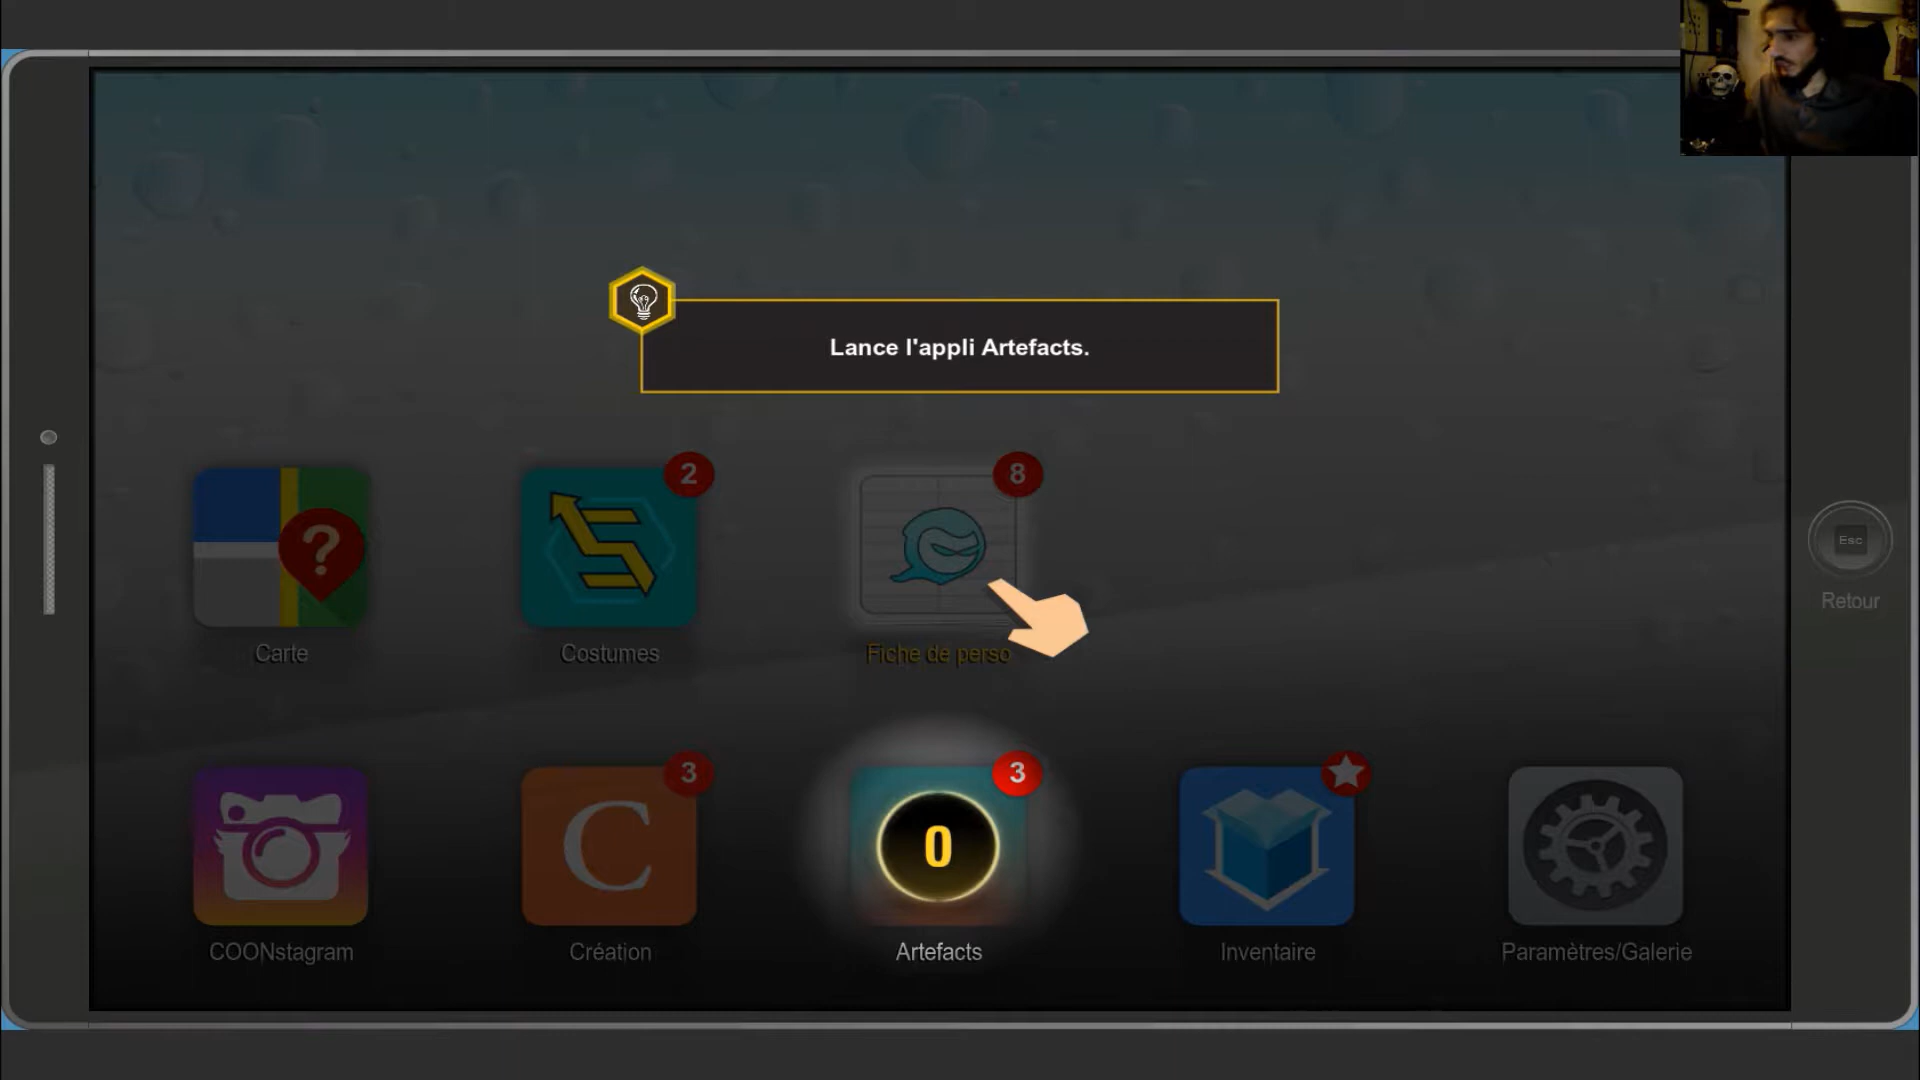 Lance l'appli Artefacts.
2
8
?
Carte
Costumes
Fiche de perso
Esc
Retour
3
3
C
0
COONstagram
Création
Artefacts
Inventaire
Paramètres/Galerie